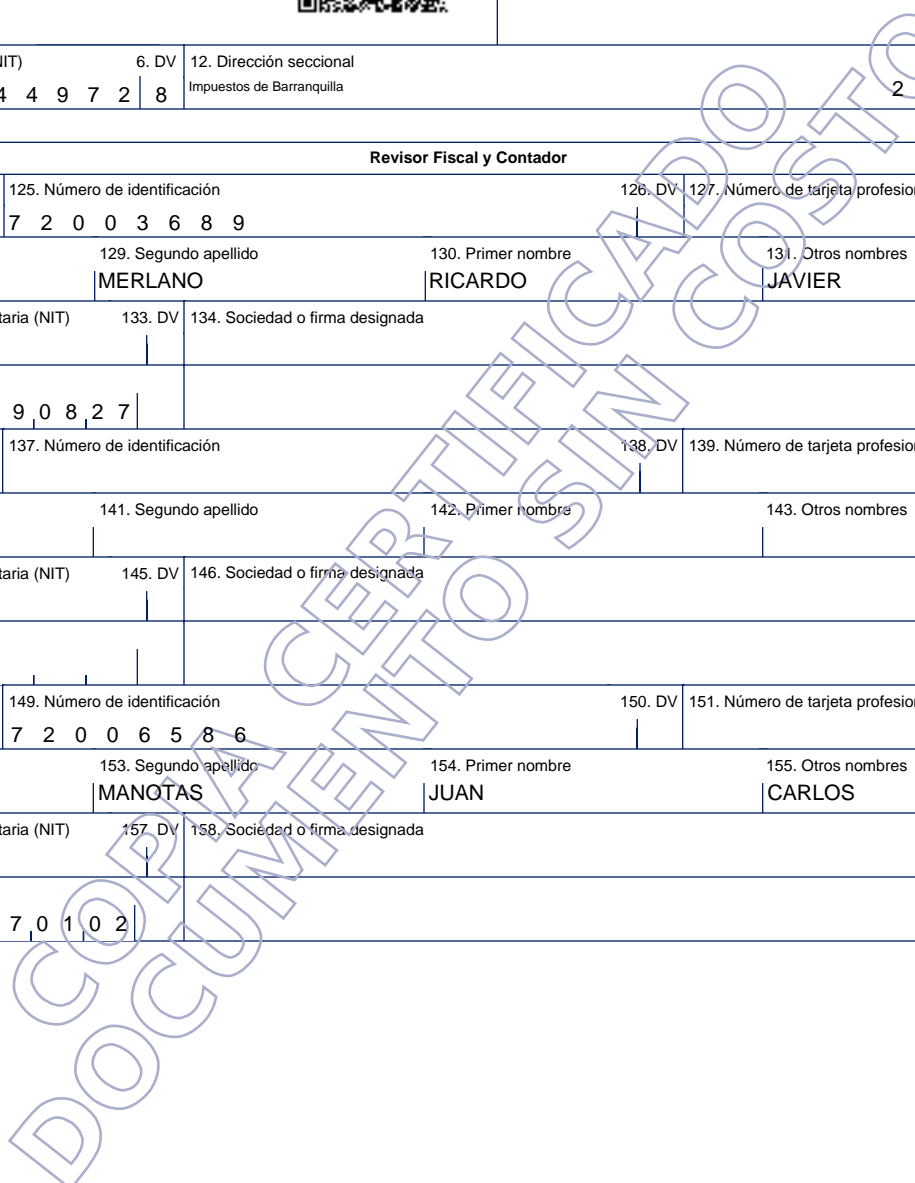 NIT) 6. DV 12. Dirección seccional
4 4 9 7 2 8 Impuestos de Barranquilla 2
Revisor Fiscal y Contador
125. Número de identificación 126. DV 127. Número de tarjeta profesion
7 2 0 0 3 6 8 9
129. Segundo apellido 130. Primer nombre 131. Otros nombres
MERLANO RICARDO JAVIER
taria (NIT) 133. DV 134. Sociedad o firma designada
9 0 8 2 7
137. Número de identificación 138. DV 139. Número de tarjeta profesion
141. Segundo apellido 142. Primer nombre 143. Otros nombres
taria (NIT) 145. DV 146. Sociedad o firma designada
149. Número de identificación 150. DV 151. Número de tarjeta profesion
7 2 0 0 6 5 8 6
153. Segundo apellido 154. Primer nombre 155. Otros nombres
MANOTAS JUAN CARLOS
taria (NIT) 157. DV 158. Sociedad o firma designada
7 0 1 0 2
COPIA CERTIFICADO
DOCUMENTO SIN COSTO